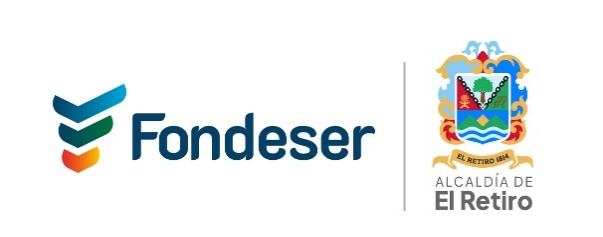 Fondeser
EL RETIRO 1814
ALCALDÍA DE
El Retiro